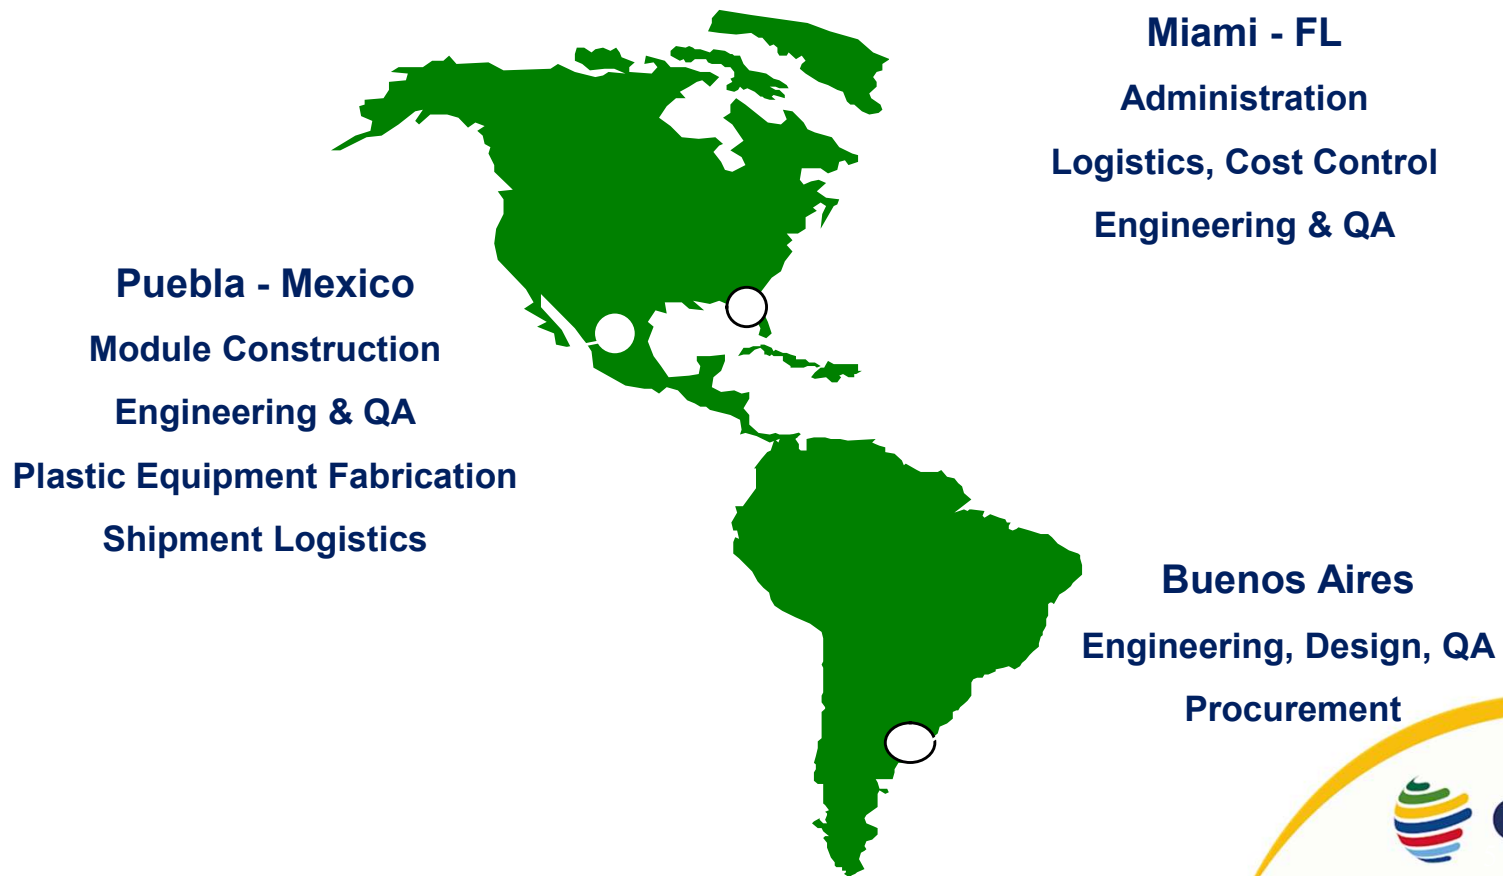 Miami - FL
Administration
Logistics, Cost Control
Engineering & QA
Puebla - Mexico
Module Construction
Engineering & QA
Plastic Equipment Fabrication
Shipment Logistics
Buenos Aires
Engineering, Design, QA
Procurement